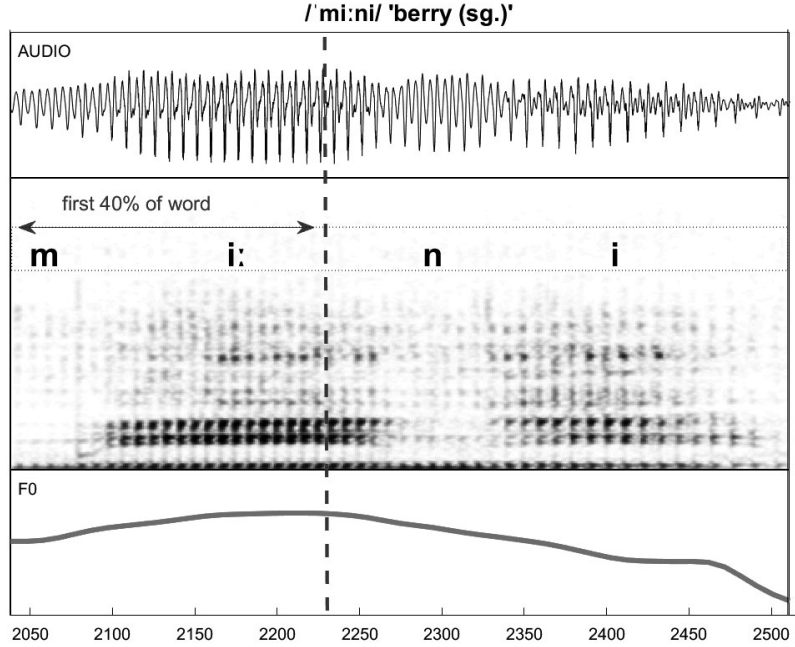 /ˈmiːni/ 'berry (sg.)'
AUDIO
first 40% of word
m iː n i
F0
2050 2100 2150 2200 2250 2300 2350 2400 2450 2500